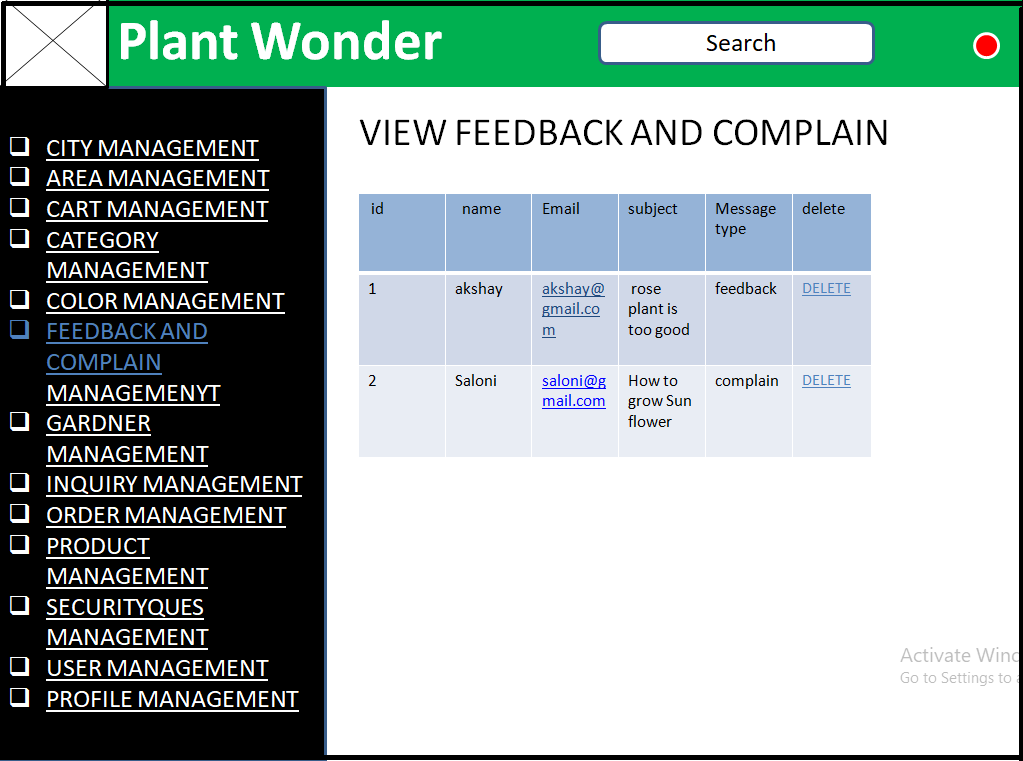 Plant Wonder
Search
CITY MANAGEMENT
AREA MANAGEMENT
CART MANAGEMENT
CATEGORY
MANAGEMENT
COLOR MANAGEMENT
FEEDBACK AND
COMPLAIN
MANAGEMENYT
GARDNER
MANAGEMENT
INQUIRY MANAGEMENT
ORDER MANAGEMENT
PRODUCT
MANAGEMENT
SECURITYQUES
MANAGEMENT
USER MANAGEMENT
PROFILE MANAGEMENT
VIEW FEEDBACK AND COMPLAIN
id name Email subject Message delete
type
1 akshay akshay@ rose feedback DELETE
gmail.co plant is
m too good
2 Saloni saloni@g How to complain DELETE
mail.com grow Sun
flower
Activate Wind
Go to Settings to a